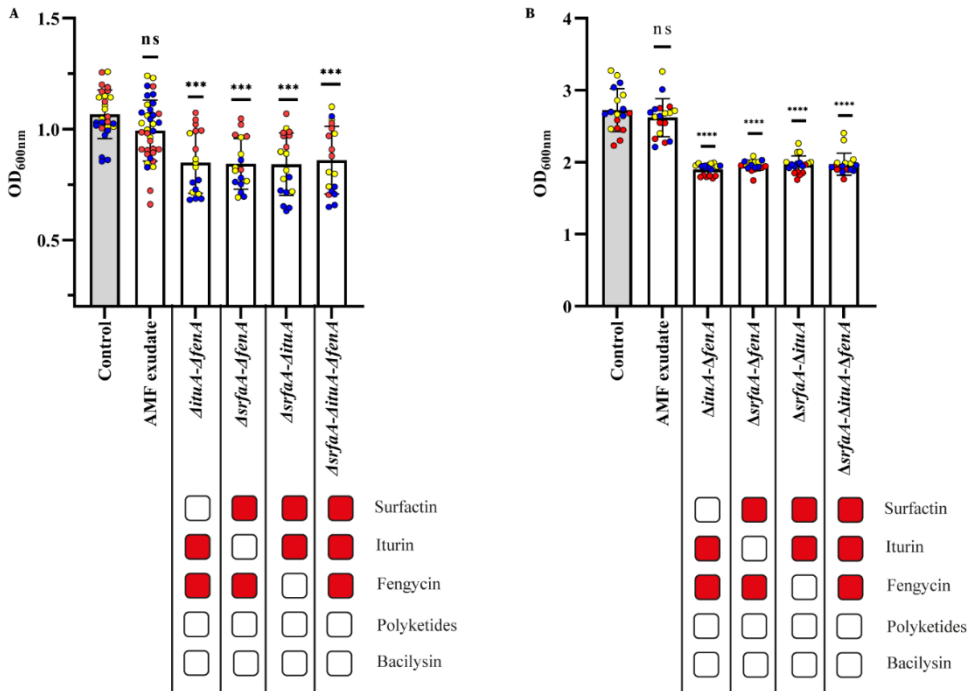 A
1.5
1.0
0.5
OD600nm
ns
***
***
***
***
Control
AMF exudate
ΔituA-ΔfenA
ΔsrfaA-ΔfenA
ΔsrfaA-ΔituA
ΔsrfaA-ΔituA-ΔfenA
Surfactin
Iturin
Fengycin
Polyketides
Bacilysin
B
4
3
2
1
0
OD600nm
ns
****
****
****
****
Control
AMF exudate
ΔituA-ΔfenA
ΔsrfaA-ΔfenA
ΔsrfaA-ΔituA
ΔsrfaA-ΔituA-ΔfenA
Surfactin
Iturin
Fengycin
Polyketides
Bacilysin